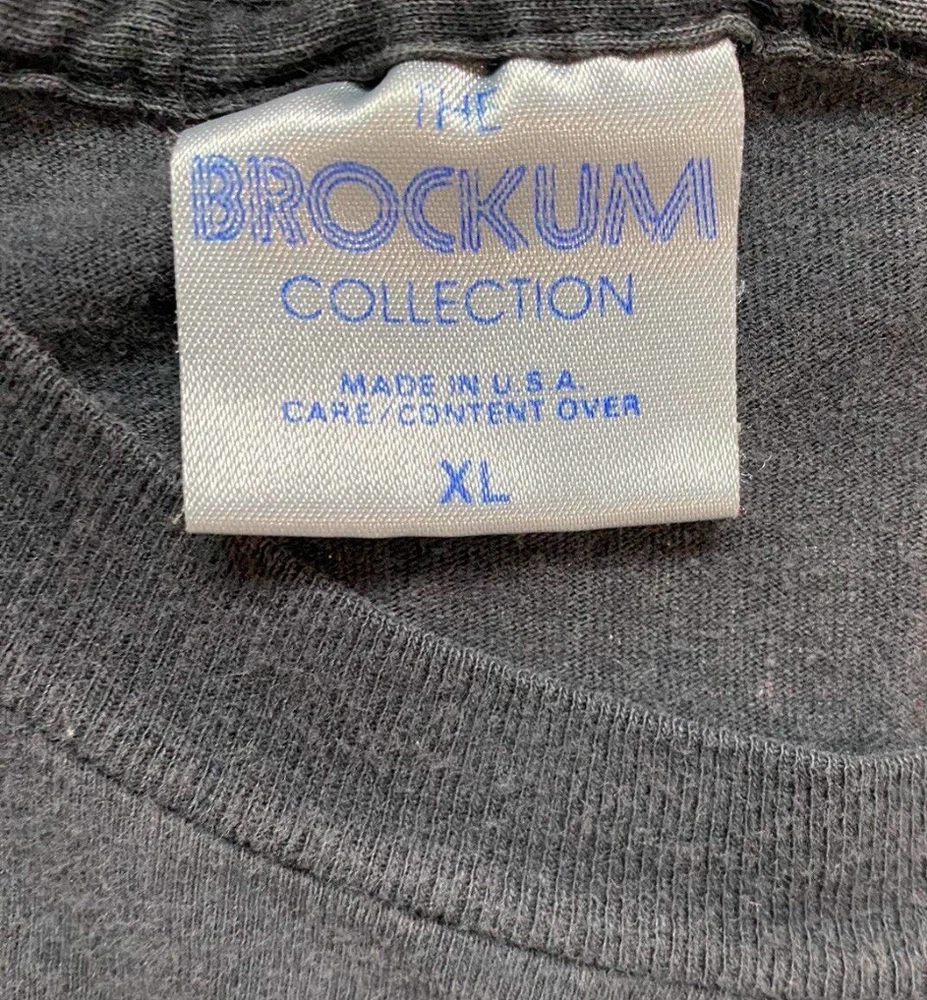 THE
BROCKUM
COLLECTION
MADE IN U.S.A.
CARE/CONTENT OVER
XL